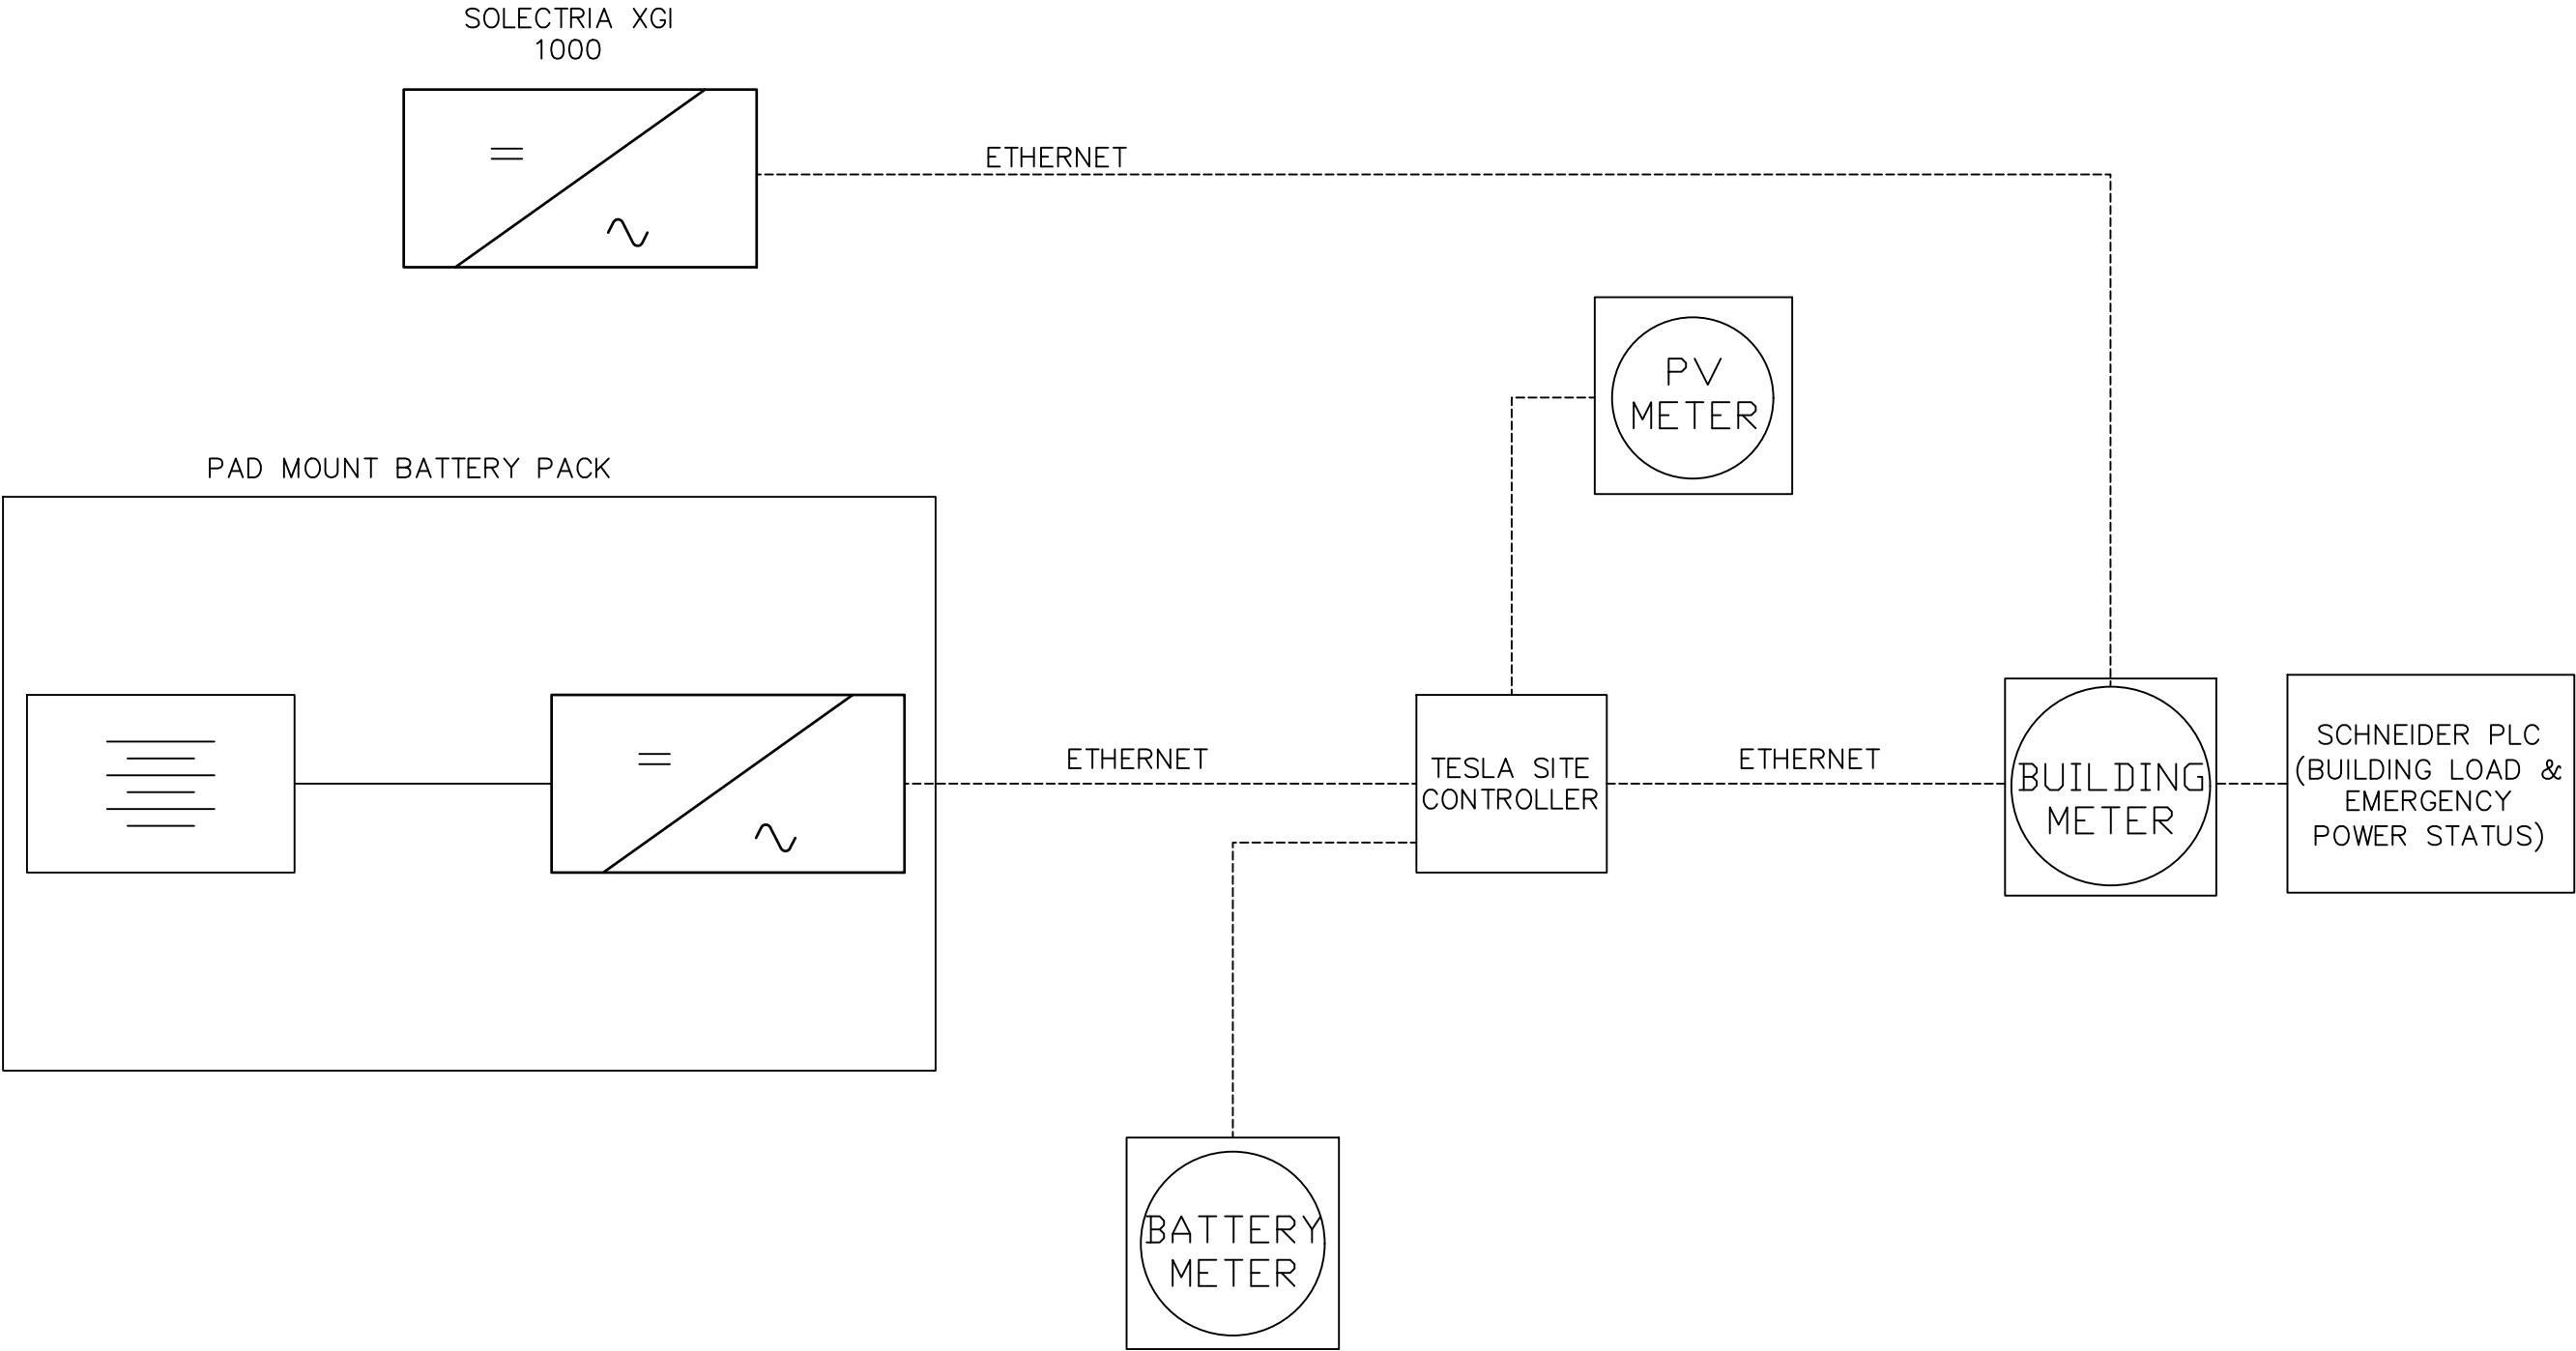 SOLECTRIA XGI
1000
ETHERNET
PV
METER
PAD MOUNT BATTERY PACK
ETHERNET
TESLA SITE
CONTROLLER
ETHERNET
BUILDING
METER
SCHNEIDER PLC
(BUILDING LOAD &
EMERGENCY
POWER STATUS)
BATTERY
METER